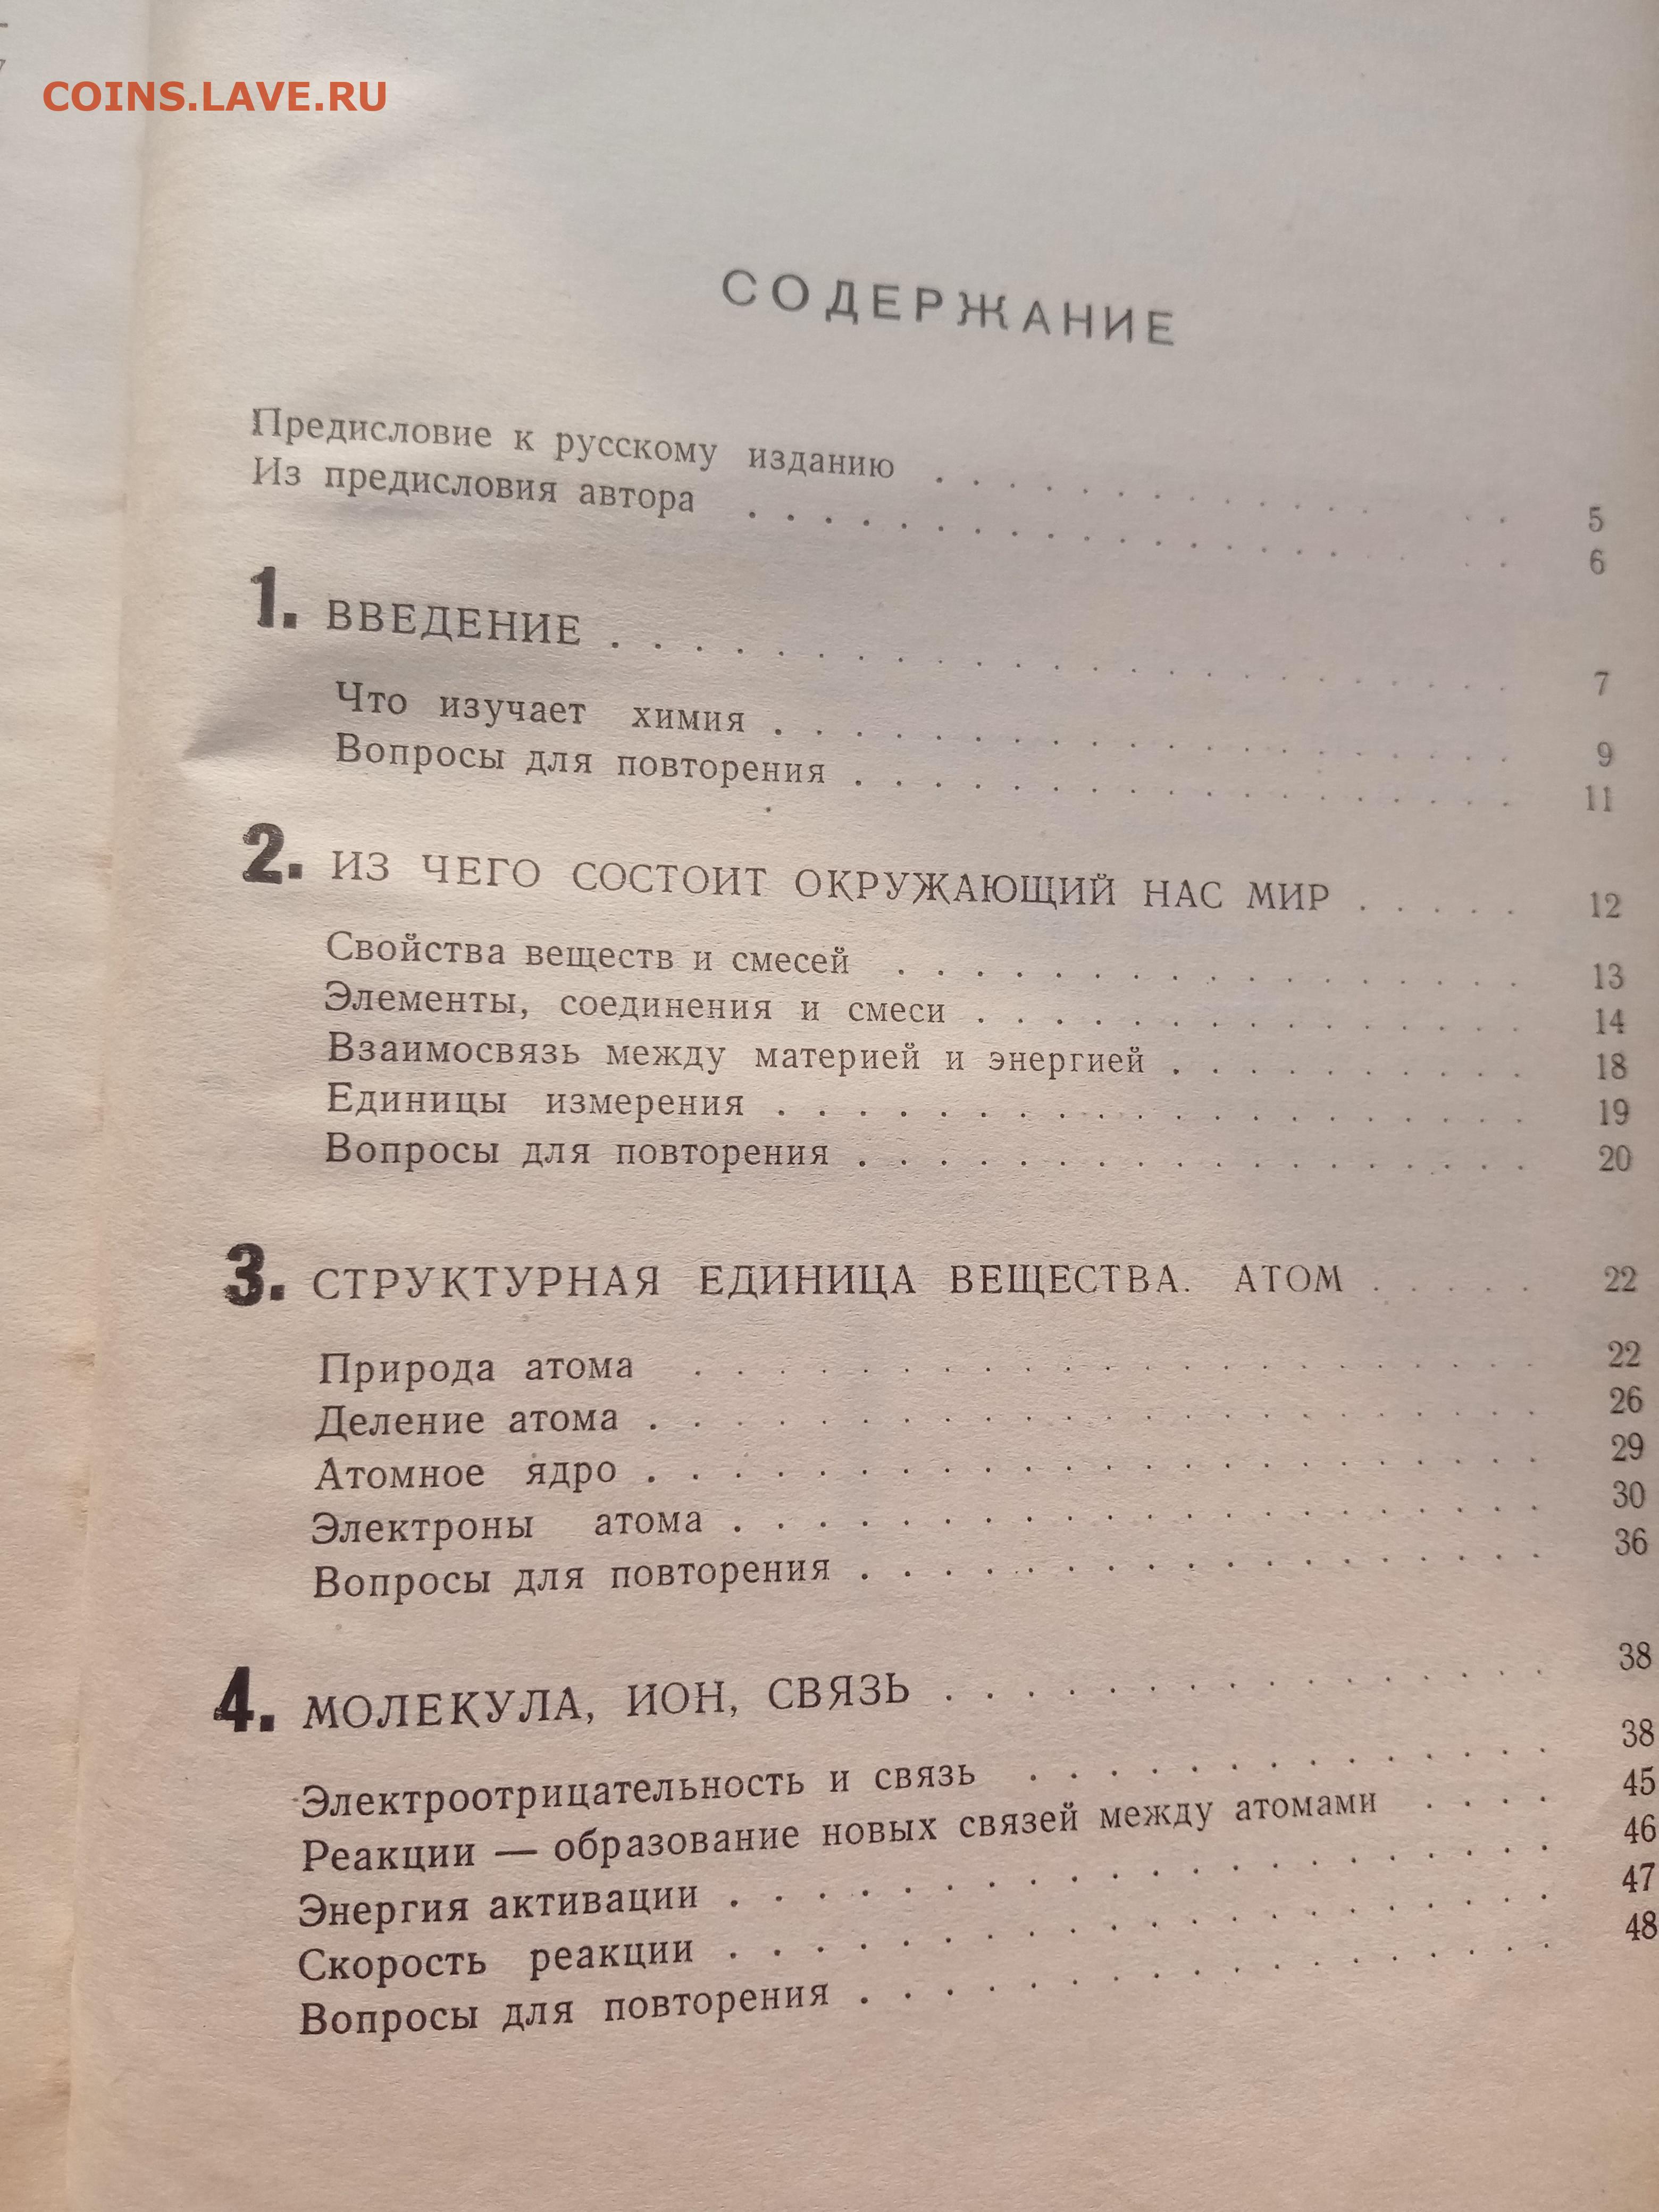 COINS.LAVE.RU
СОДЕРЖАНИЕ
Предисловие к русскому изданию . . . . . . . . . . . . . . 5
Из предисловия автора . . . . . . . . . . . . . . . . . . . . 6
1. ВВЕДЕНИЕ . . . . . . . . . . . . . . . . . . . . . . . 7
Что изучает химия . . . . . . . . . . . . . . . . . . . 9
Вопросы для повторения . . . . . . . . . . . . . . . . . 11
2. ИЗ ЧЕГО СОСТОИТ ОКРУЖАЮЩИЙ НАС МИР . . . . . 12
Свойства веществ и смесей . . . . . . . . . . . . . . . . 13
Элементы, соединения и смеси . . . . . . . . . . . . . . 14
Взаимосвязь между материей и энергией . . . . . . . . . . 18
Единицы измерения . . . . . . . . . . . . . . . . . . . 19
Вопросы для повторения . . . . . . . . . . . . . . . . . 20
3. СТРУКТУРНАЯ ЕДИНИЦА ВЕЩЕСТВА. АТОМ . . . . . 22
Природа атома . . . . . . . . . . . . . . . . . . . . . 22
Деление атома . . . . . . . . . . . . . . . . . . . . . . 26
Атомное ядро . . . . . . . . . . . . . . . . . . . . . . 29
Электроны атома . . . . . . . . . . . . . . . . . . . . 30
Вопросы для повторения . . . . . . . . . . . . . . . . . 36
4. МОЛЕКУЛА, ИОН, СВЯЗЬ . . . . . . . . . . . . . . . 38
Электроотрицательность и связь . . . . . . . . . . . . . 38
Реакции — образование новых связей между атомами . . . . 45
Энергия активации . . . . . . . . . . . . . . . . . . . . 46
Скорость реакции . . . . . . . . . . . . . . . . . . . . 47
Вопросы для повторения . . . . . . . . . . . . . . . . . 48